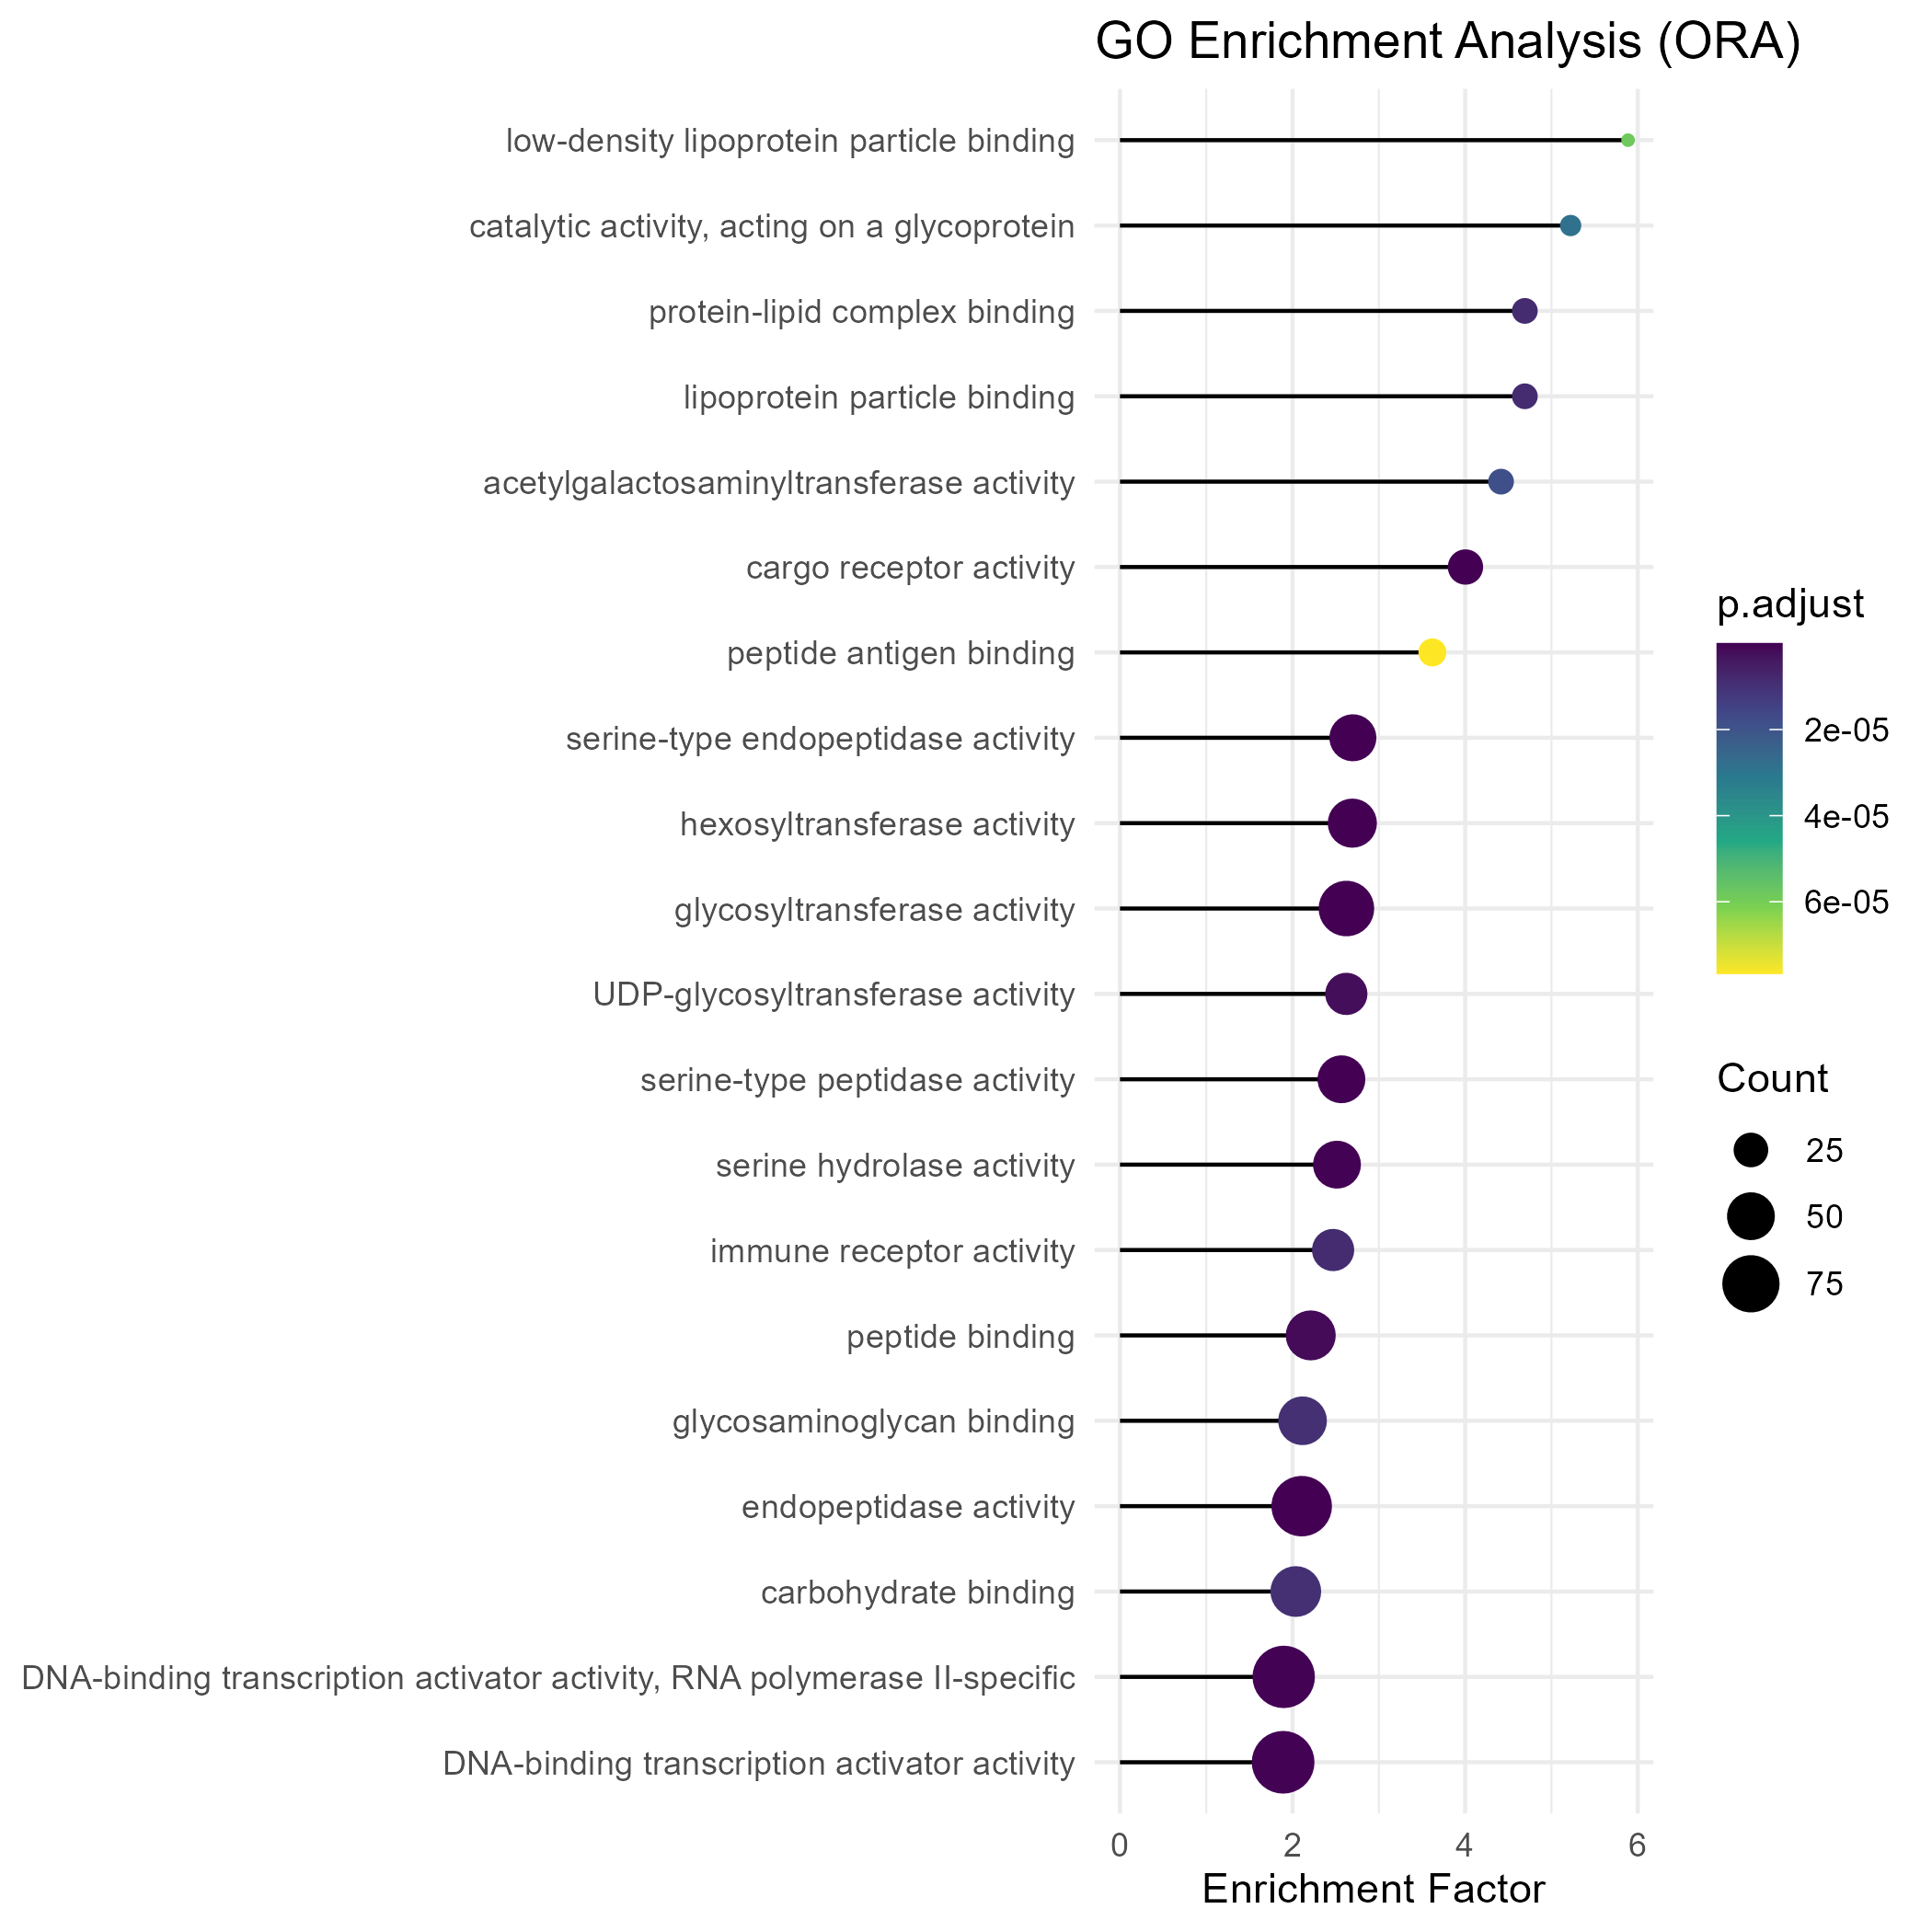 GO Enrichment Analysis (ORA)
low-density lipoprotein particle binding
catalytic activity, acting on a glycoprotein
protein-lipid complex binding
lipoprotein particle binding
acetylgalactosaminyltransferase activity
cargo receptor activity
peptide antigen binding
serine-type endopeptidase activity
hexosyltransferase activity
glycosyltransferase activity
UDP-glycosyltransferase activity
serine-type peptidase activity
serine hydrolase activity
immune receptor activity
peptide binding
glycosaminoglycan binding
endopeptidase activity
carbohydrate binding
DNA-binding transcription activator activity, RNA polymerase II-specific
DNA-binding transcription activator activity
0 2 4 6
Enrichment Factor
p.adjust
2e-05
4e-05
6e-05
Count
25
50
75